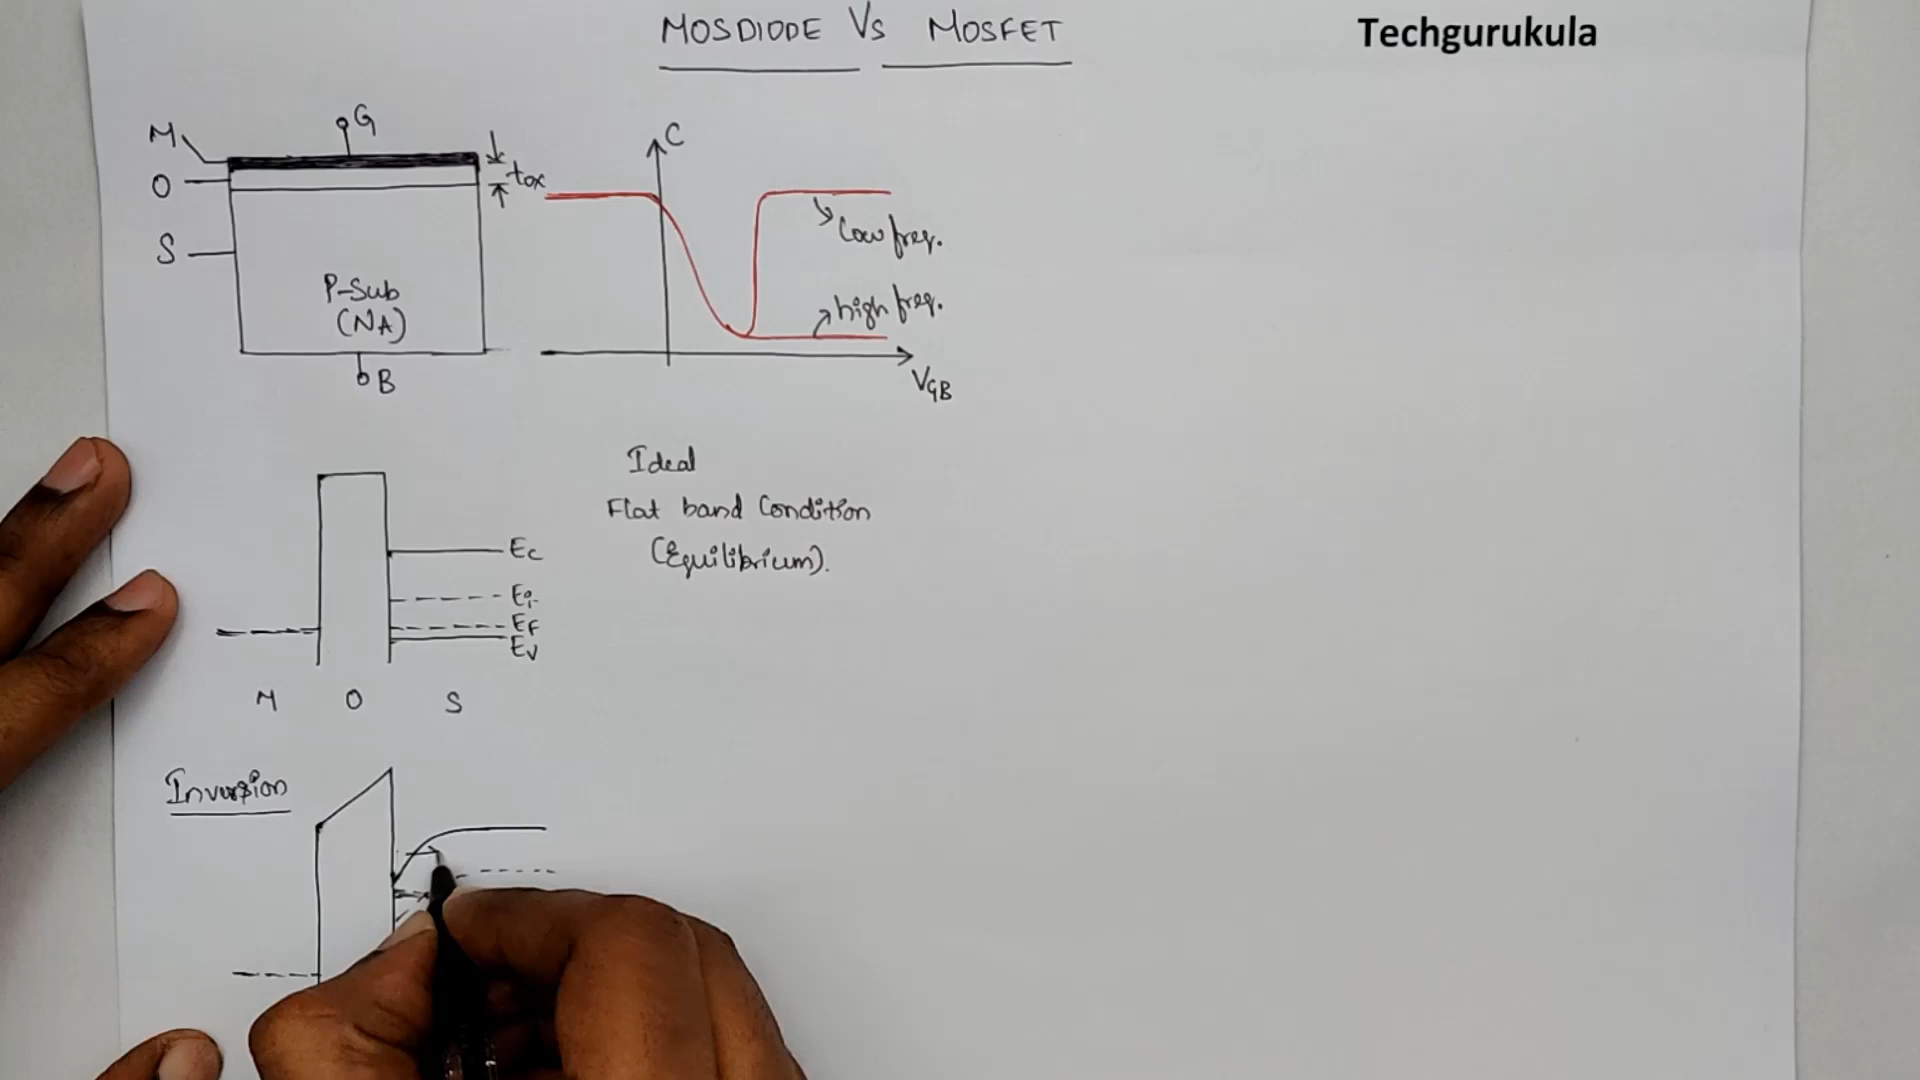 MOSDIODE Vs MOSFET
Techgurukula
G
M
O
S
tox
P-Sub
(NA)
B
C
Low freq.
high freq.
VGB
Ideal
Flat band Condition
(Equilibrium).
Ec
Ei
EF
EV
M O S
Inversion